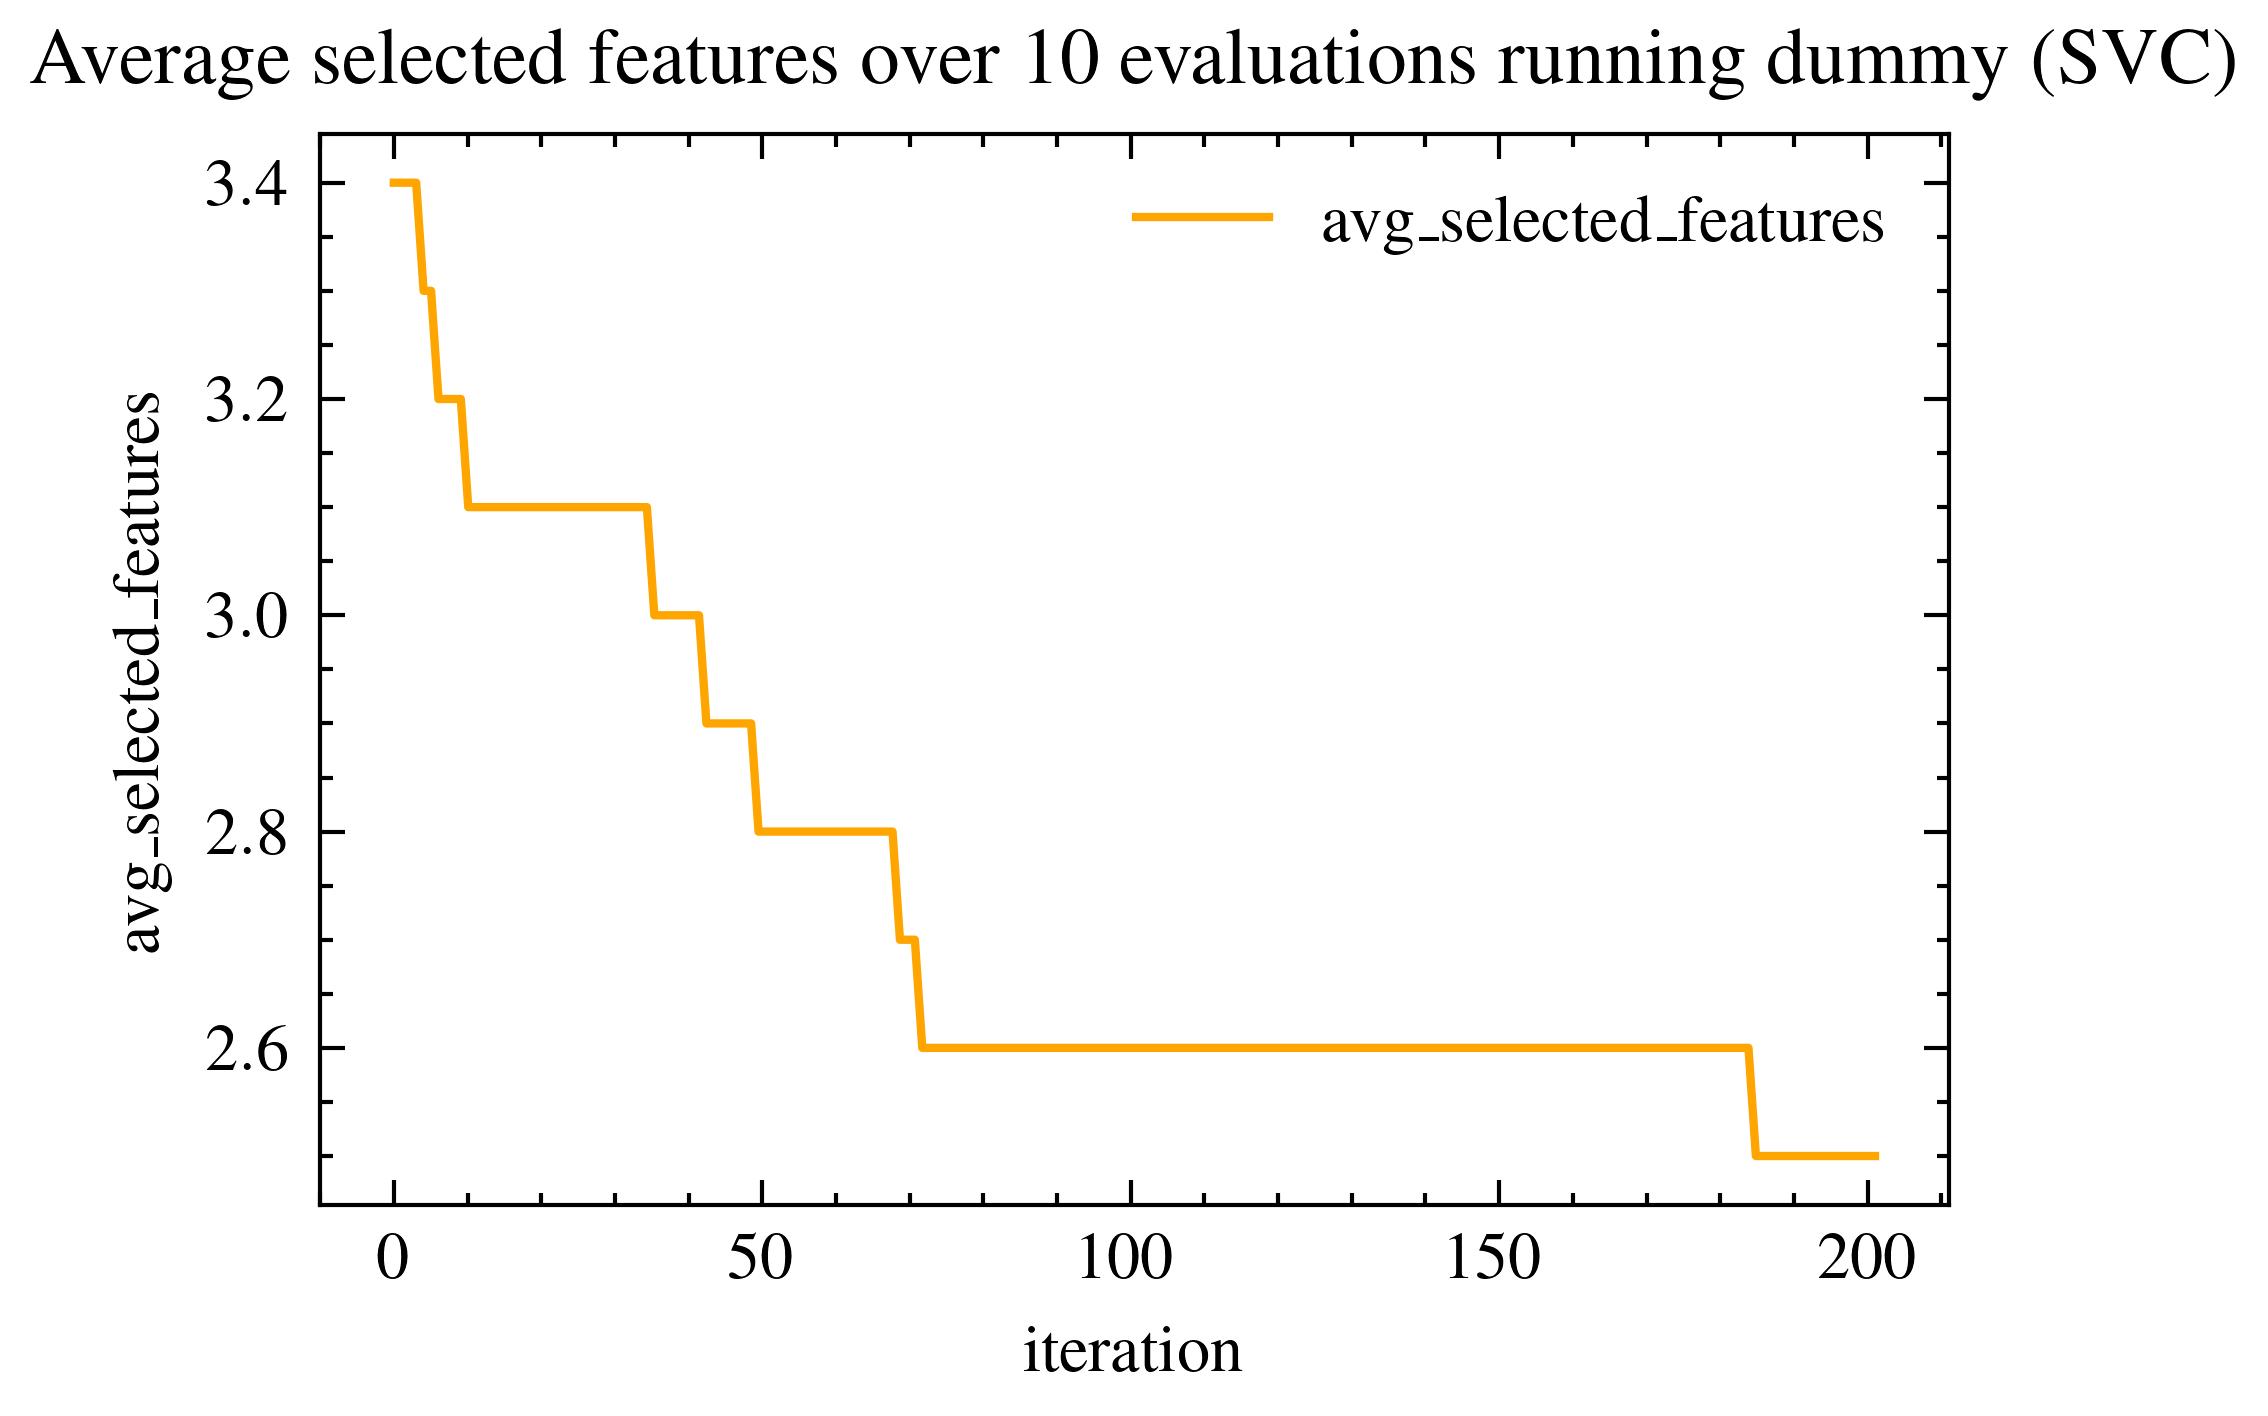 Average selected features over 10 evaluations running dummy (SVC)
avg_selected_features
3.4
3.2
3.0
2.8
2.6
avg_selected_features
0 50 100 150 200
iteration